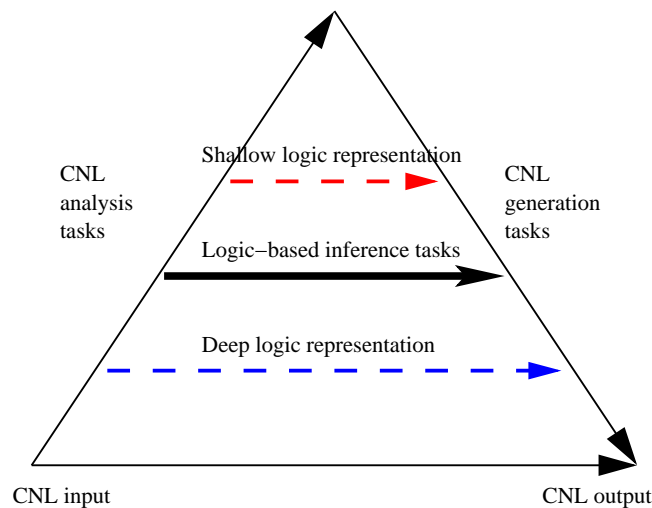 Shallow logic representation
CNL
analysis
tasks
CNL
generation
tasks
Logic−based inference tasks
Deep logic representation
CNL input
CNL output